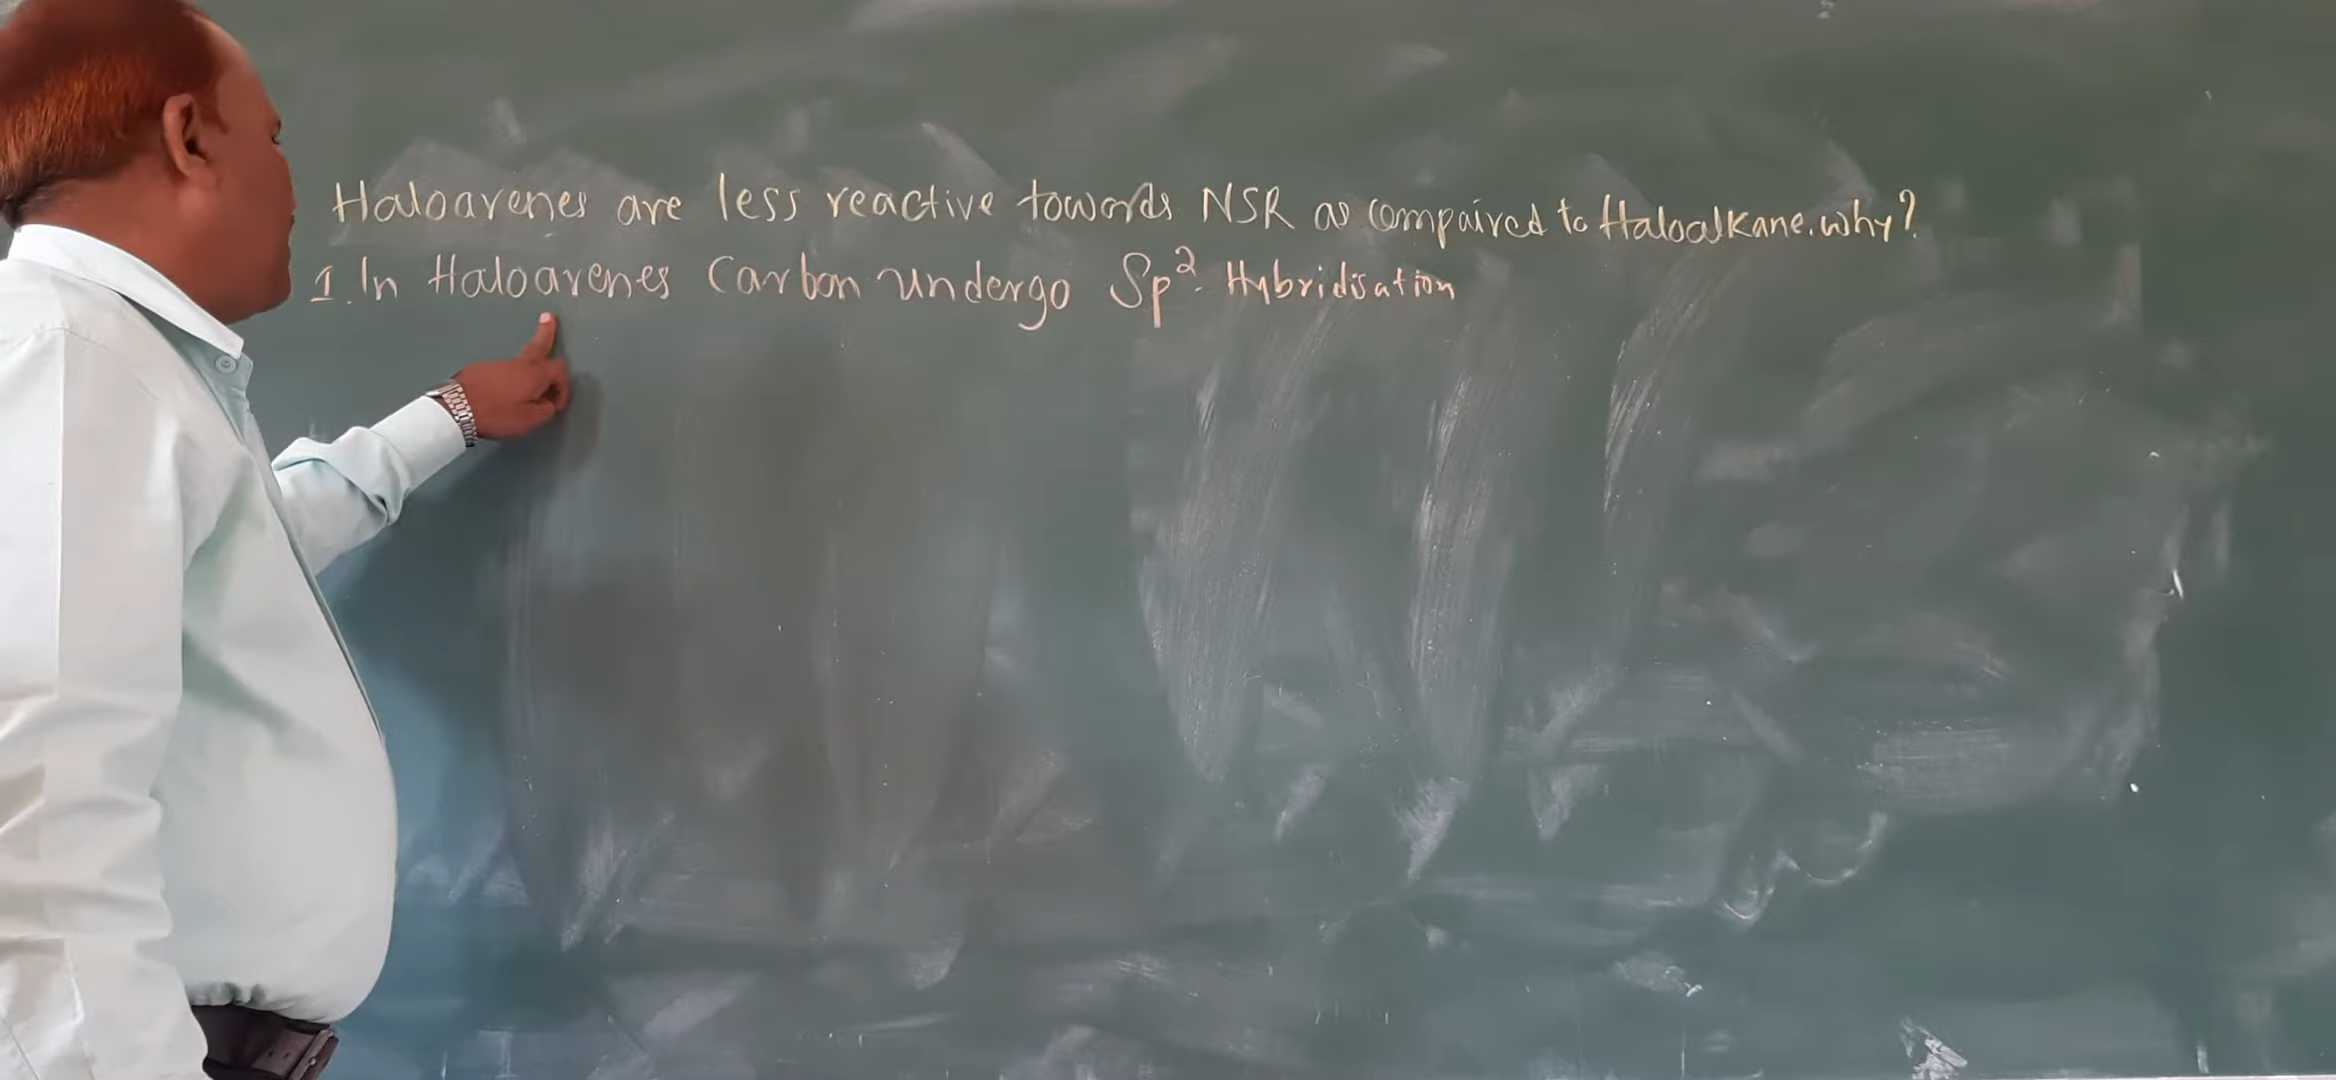 Haloarenes are less reactive towards NSR as compaired to Haloalkane. why?
1. In Haloarenes Carbon undergo Sp²- Hybridisation